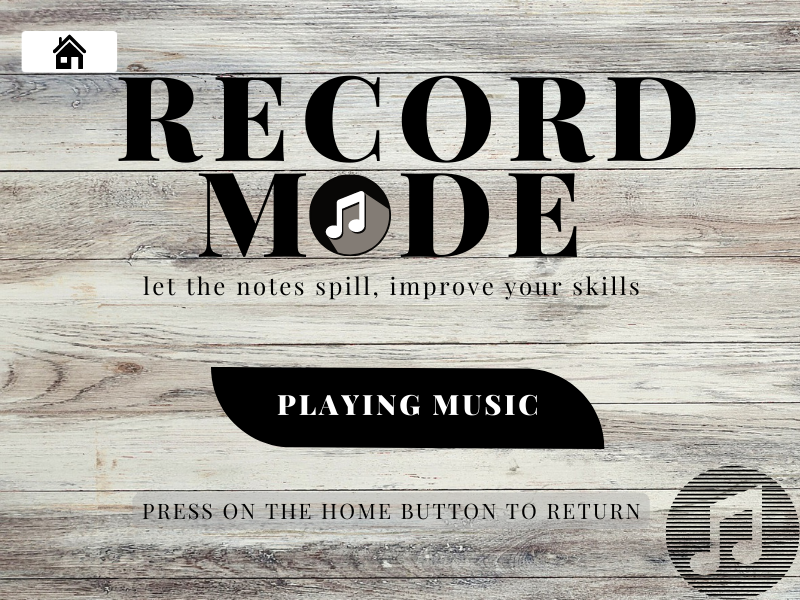 RECORD
MODE
let the notes spill, improve your skills
PLAYING MUSIC
PRESS ON THE HOME BUTTON TO RETURN